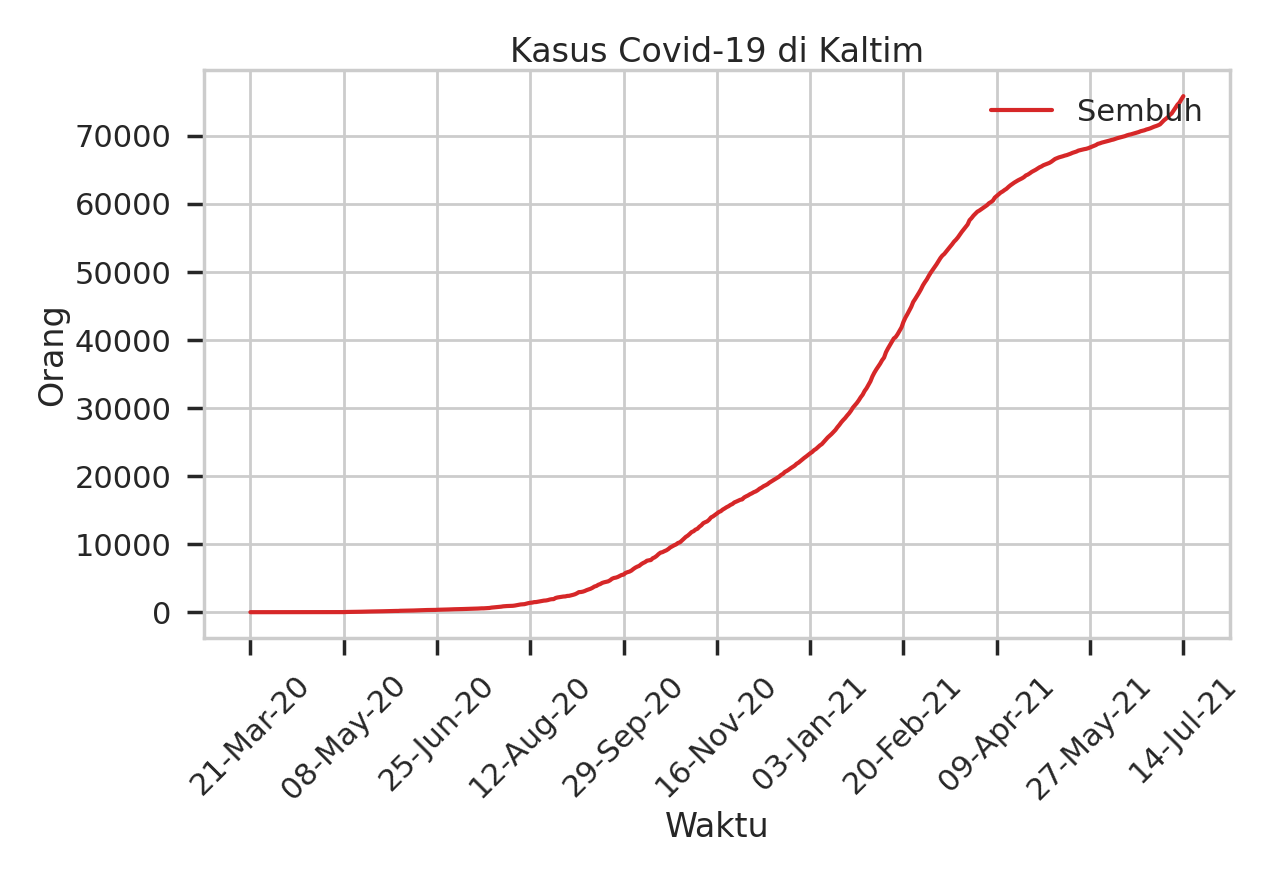 Kasus Covid-19 di Kaltim
Sembuh
70000
60000
50000
40000
30000
20000
10000
0
Orang
21-Mar-20
08-May-20
25-Jun-20
12-Aug-20
29-Sep-20
16-Nov-20
03-Jan-21
20-Feb-21
09-Apr-21
27-May-21
14-Jul-21
Waktu